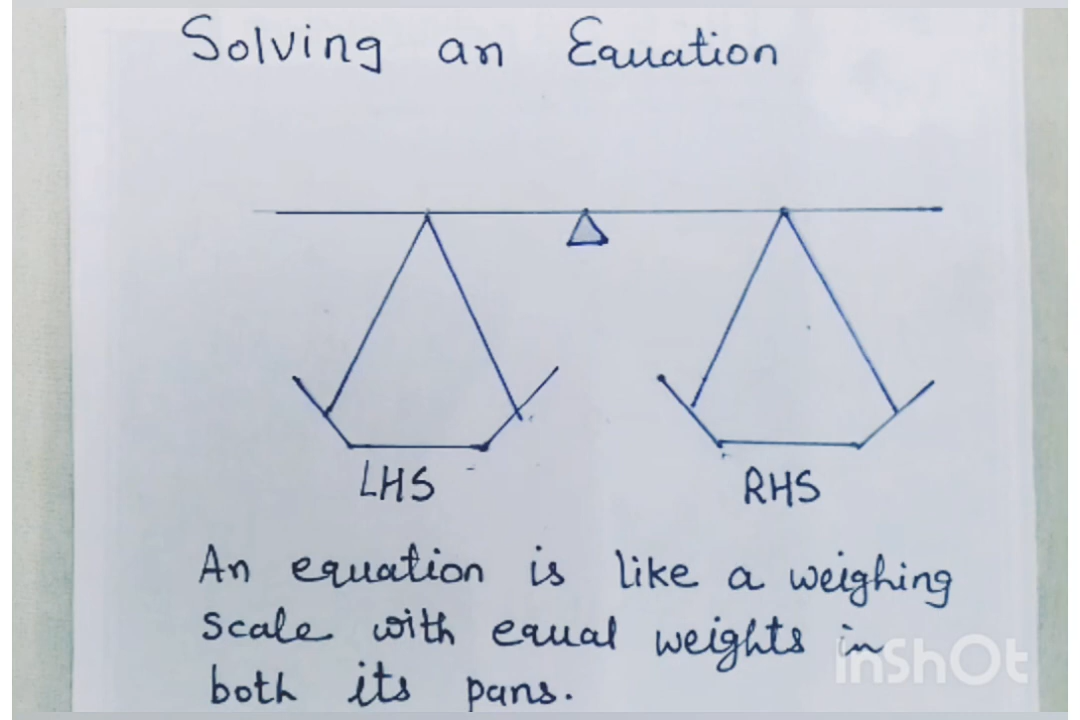 Solving an Equation
LHS
RHS
An equation is like a weighing
scale with equal weights in
both its pans.
InShOt